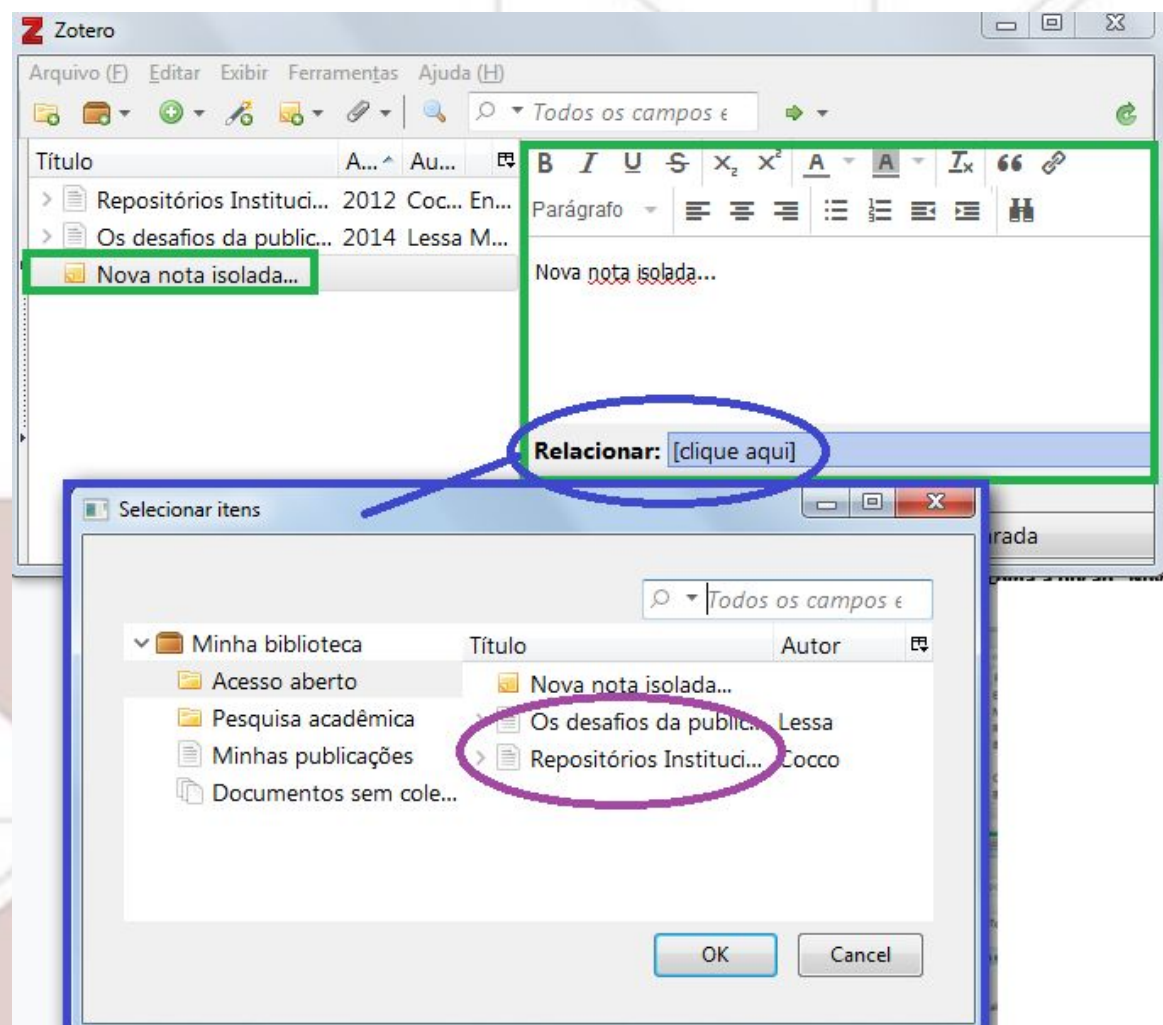 Zotero
Arquivo (F) Editar Exibir Ferramentas Ajuda (H)
Todos os campos e
Título A... Au...
Repositórios Instituci... 2012 Coc... En...
Os desafios da public... 2014 Lessa M...
Nova nota isolada...
B I U S X₂ X² A A Tx
Parágrafo
Nova nota isolada...
Relacionar: [clique aqui]
Selecionar itens
rada
Todos os campos e
Minha biblioteca Título Autor
Acesso aberto Nova nota isolada...
Pesquisa acadêmica Os desafios da public... Lessa
Minhas publicações Repositórios Instituci... Cocco
Documentos sem cole...
OK Cancel